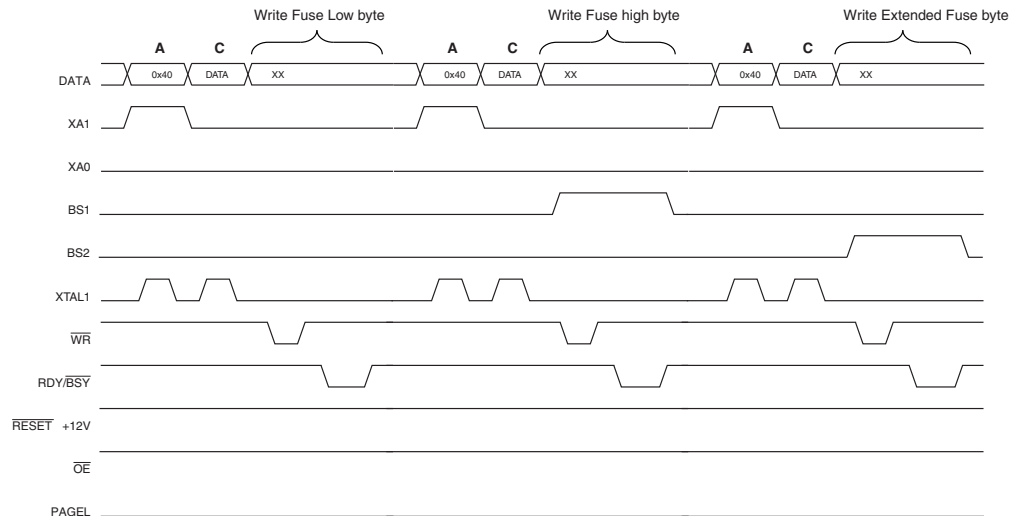 Write Fuse Low byte Write Fuse high byte Write Extended Fuse byte
A C A C A C
DATA 0x40 DATA XX 0x40 DATA XX 0x40 DATA XX
XA1
XA0
BS1
BS2
XTAL1
WR
RDY/BSY
RESET +12V
OE
PAGEL